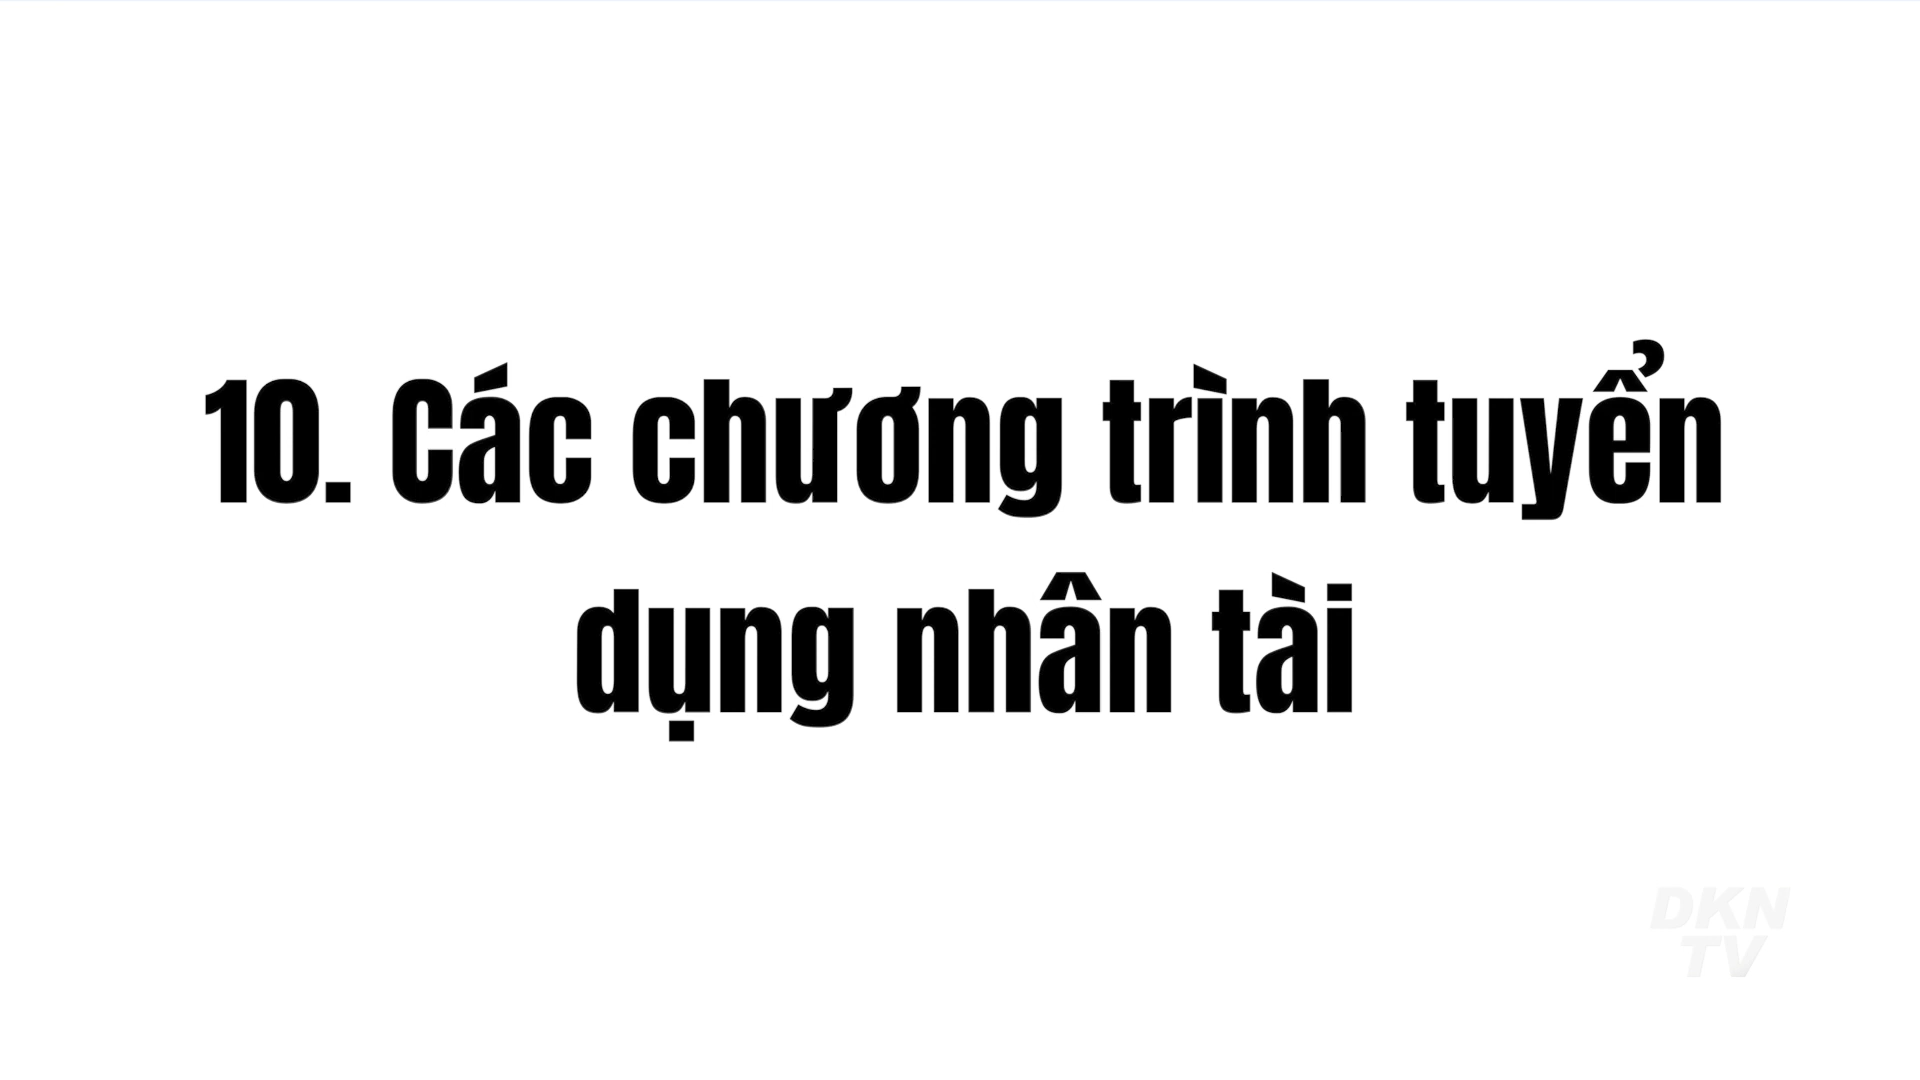 10. Các chương trình tuyển
dụng nhân tài
DKN
TV